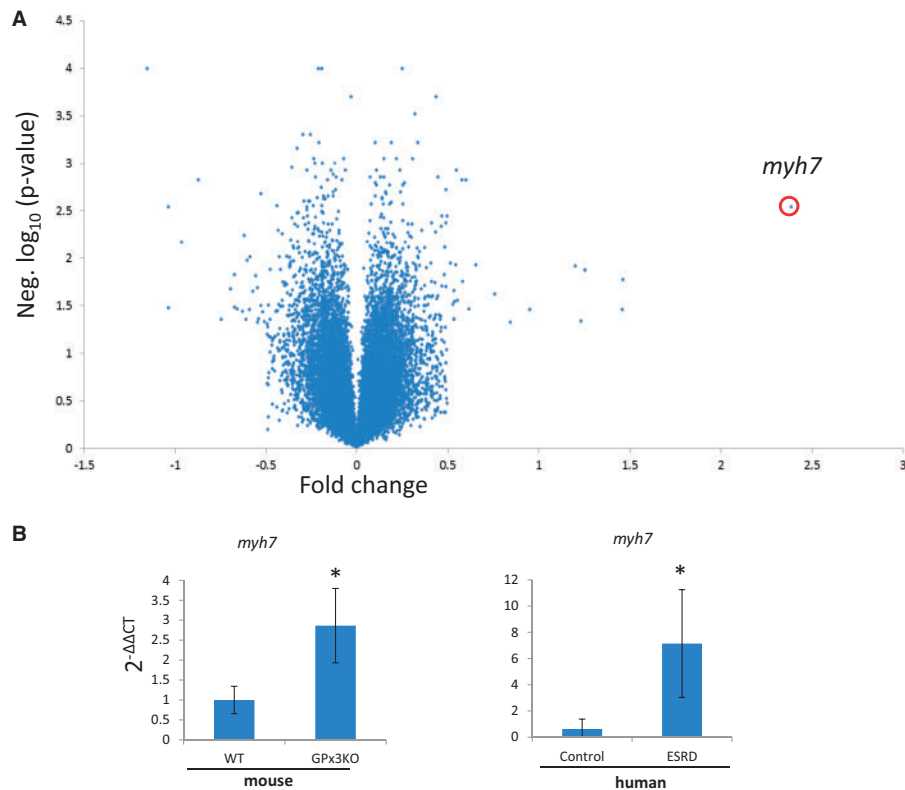 A
4.5
4
3.5
3
2.5
2
1.5
1
0.5
0
Neg. log10 (p-value)
-1.5
-1
-0.5
0
0.5
1
1.5
2
2.5
3
Fold change
myh7
B
myh7
2-ΔΔCT
4
3.5
3
2.5
2
1.5
1
0.5
0
*
WT
GPx3KO
mouse
myh7
12
10
8
6
4
2
0
*
Control
ESRD
human